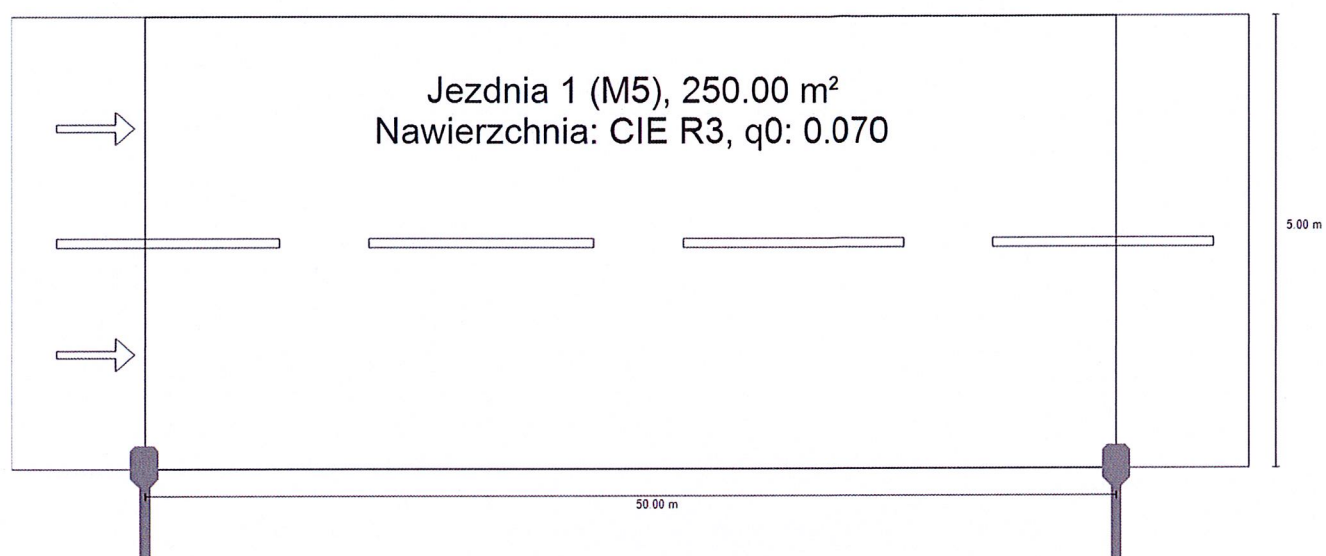 Jezdnia 1 (M5), 250.00 m²
Nawierzchnia: CIE R3, q0: 0.070
5.00 m
50.00 m